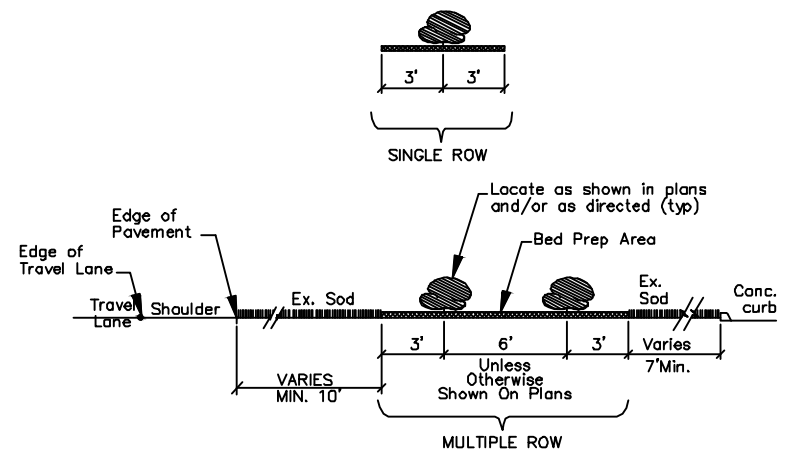 3' 3'
SINGLE ROW
Locate as shown in plans
and/or as directed (typ)
Edge of
Pavement
Bed Prep Area
Edge of
Travel Lane
Ex. Sod
Ex.
Sod
Conc.
curb
Travel
Lane
Shoulder
3' 6' 3' Varies
7'Min.
Unless
Otherwise
Shown On Plans
VARIES
MIN. 10'
MULTIPLE ROW